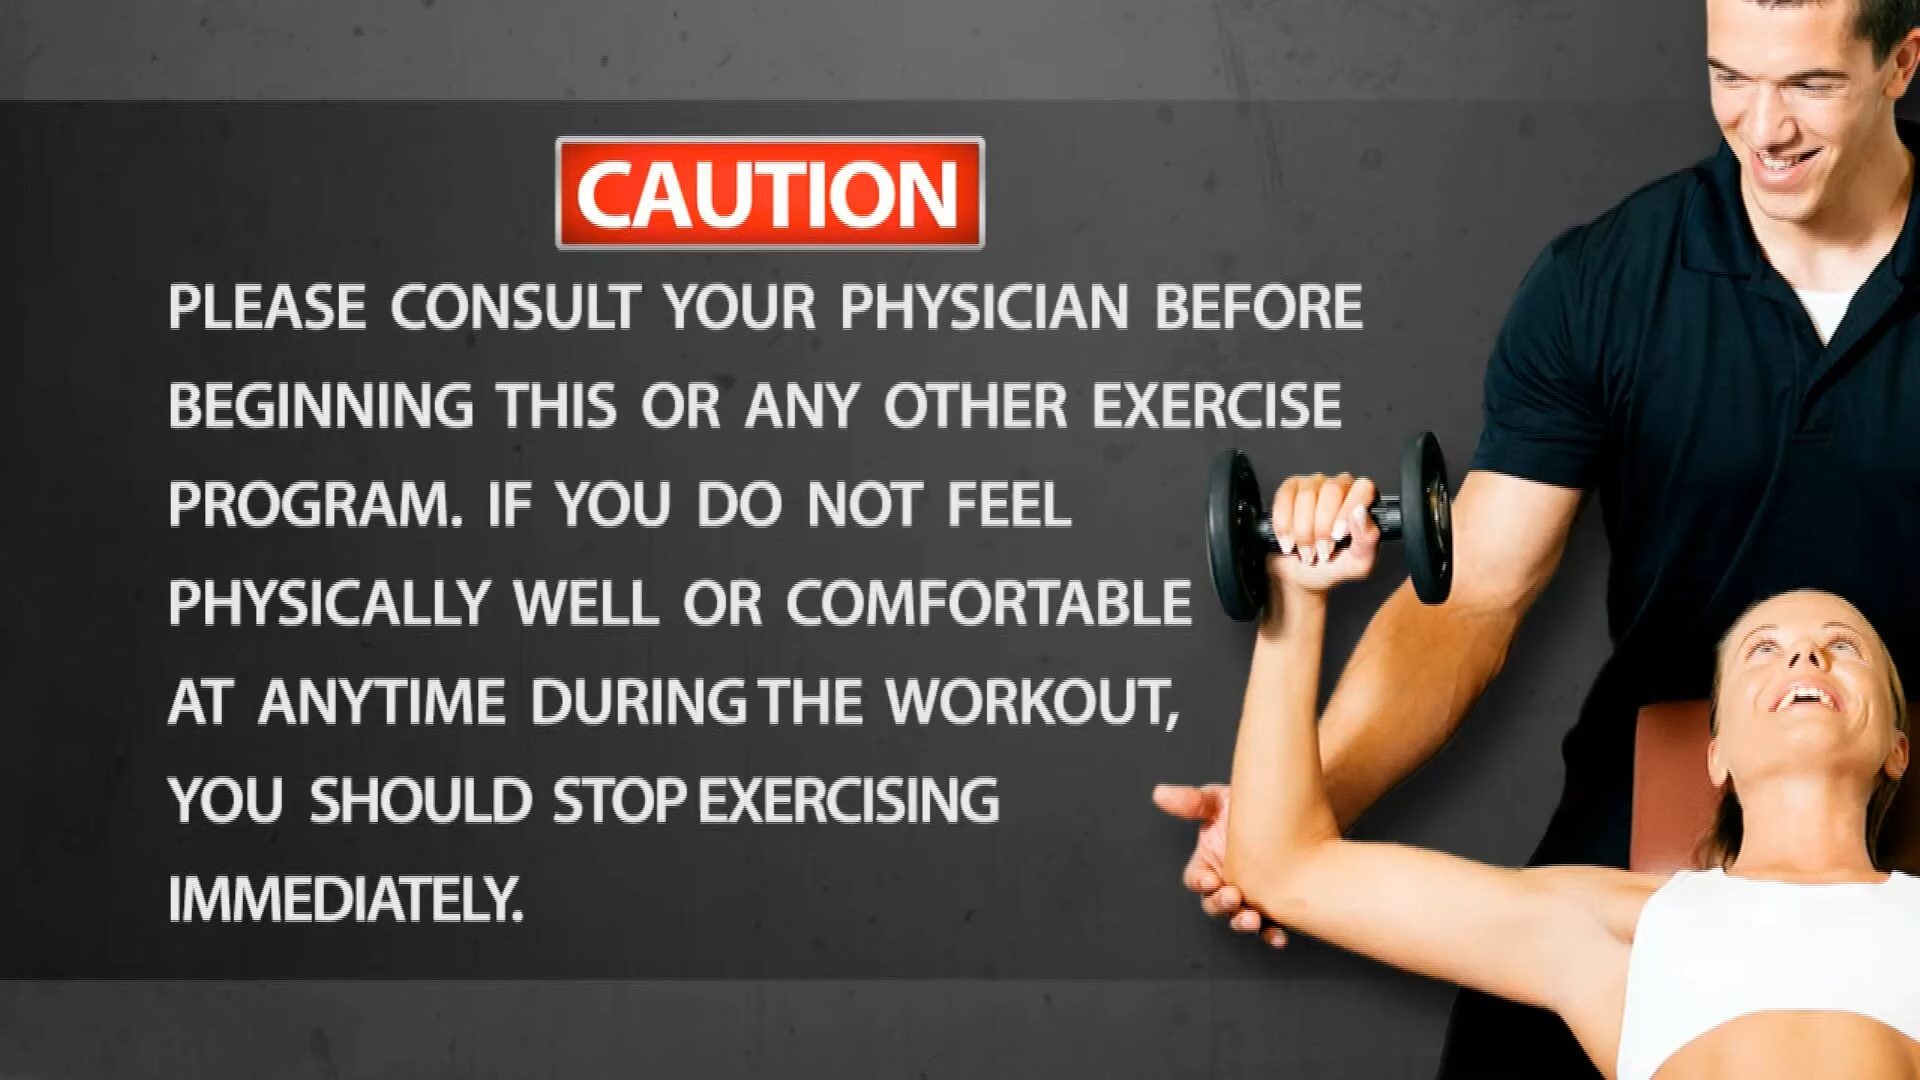 CAUTION
PLEASE CONSULT YOUR PHYSICIAN BEFORE
BEGINNING THIS OR ANY OTHER EXERCISE
PROGRAM. IF YOU DO NOT FEEL
PHYSICALLY WELL OR COMFORTABLE
AT ANYTIME DURING THE WORKOUT,
YOU SHOULD STOP EXERCISING
IMMEDIATELY.